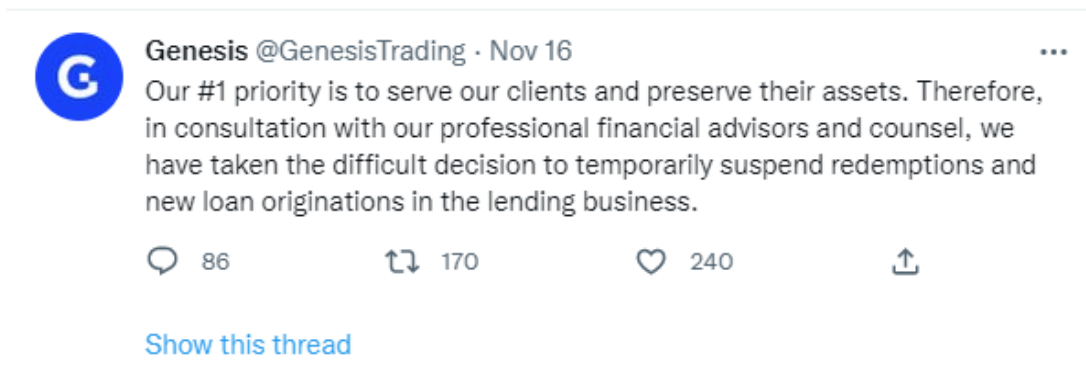 Genesis @GenesisTrading · Nov 16
Our #1 priority is to serve our clients and preserve their assets. Therefore,
in consultation with our professional financial advisors and counsel, we
have taken the difficult decision to temporarily suspend redemptions and
new loan originations in the lending business.
86 170 240
Show this thread